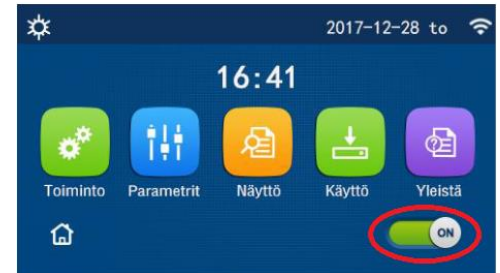 2017-12-28 to
16:41
Toiminto Parametrit Näyttö Käyttö Yleistä
ON